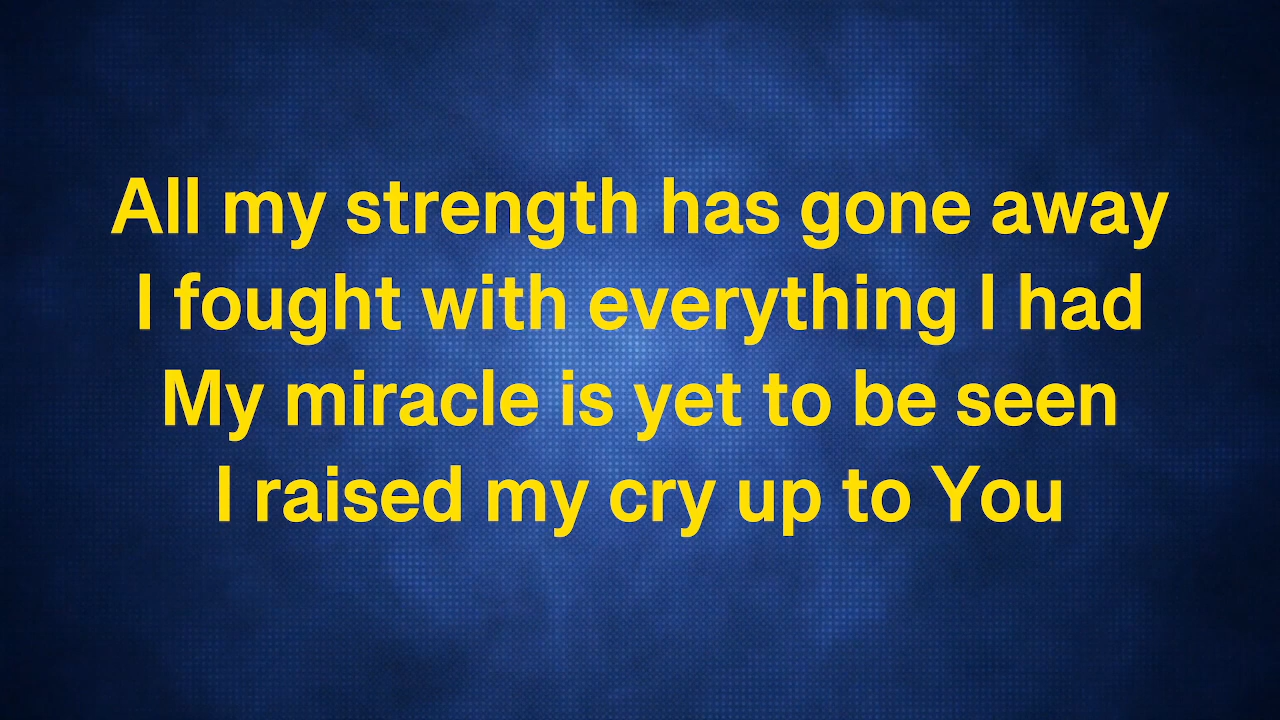 All my strength has gone away
I fought with everything I had
My miracle is yet to be seen
I raised my cry up to You